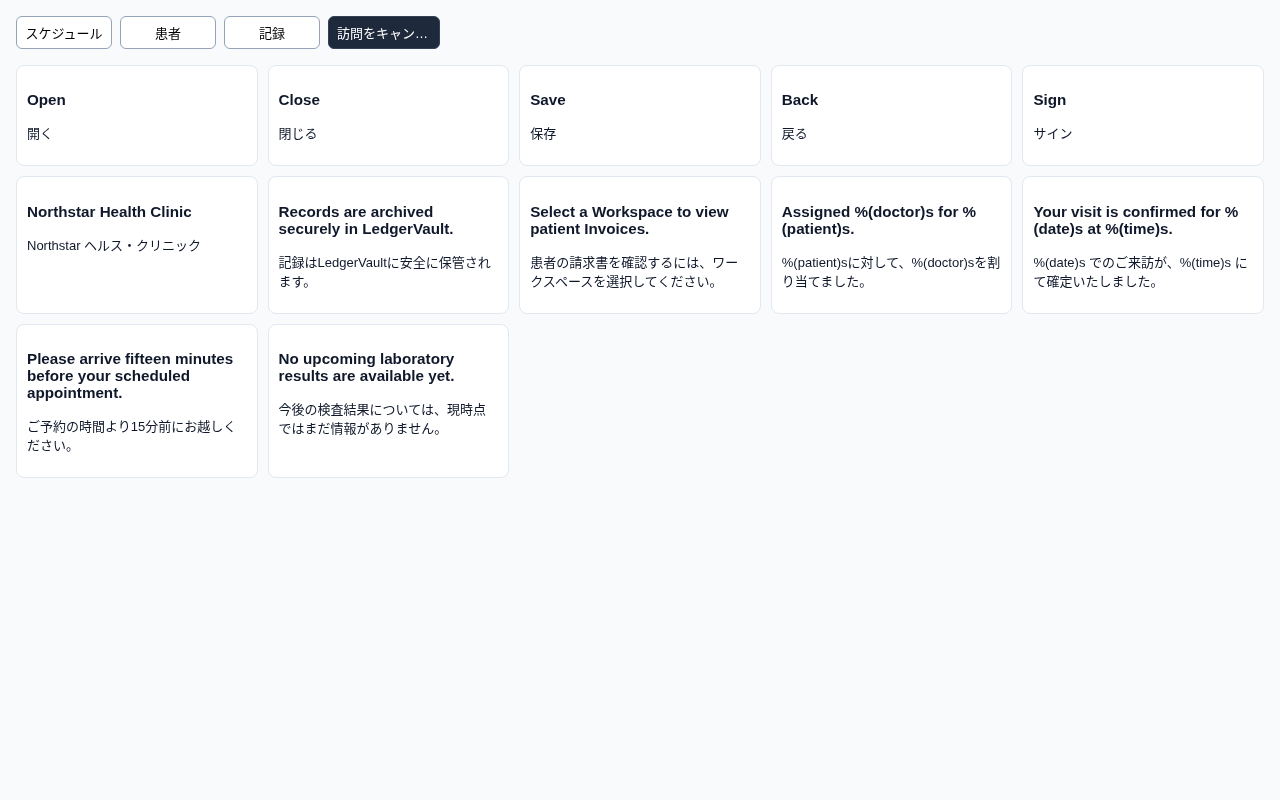 スケジュール
患者
記録
訪問をキャン…
Open
開く
Close
閉じる
Save
保存
Back
戻る
Sign
サイン
Northstar Health Clinic
Northstar ヘルス・クリニック
Records are archived
securely in LedgerVault.
記録はLedgerVaultに安全に保管され
ます。
Select a Workspace to view
patient Invoices.
患者の請求書を確認するには、ワー
クスペースを選択してください。
Assigned %(doctor)s for %
(patient)s.
%(patient)sに対して、%(doctor)sを割
り当てました。
Your visit is confirmed for %
(date)s at %(time)s.
%(date)s でのご来訪が、%(time)s に
て確定いたしました。
Please arrive fifteen minutes
before your scheduled
appointment.
ご予約の時間より15分前にお越しく
ださい。
No upcoming laboratory
results are available yet.
今後の検査結果については、現時点
ではまだ情報がありません。